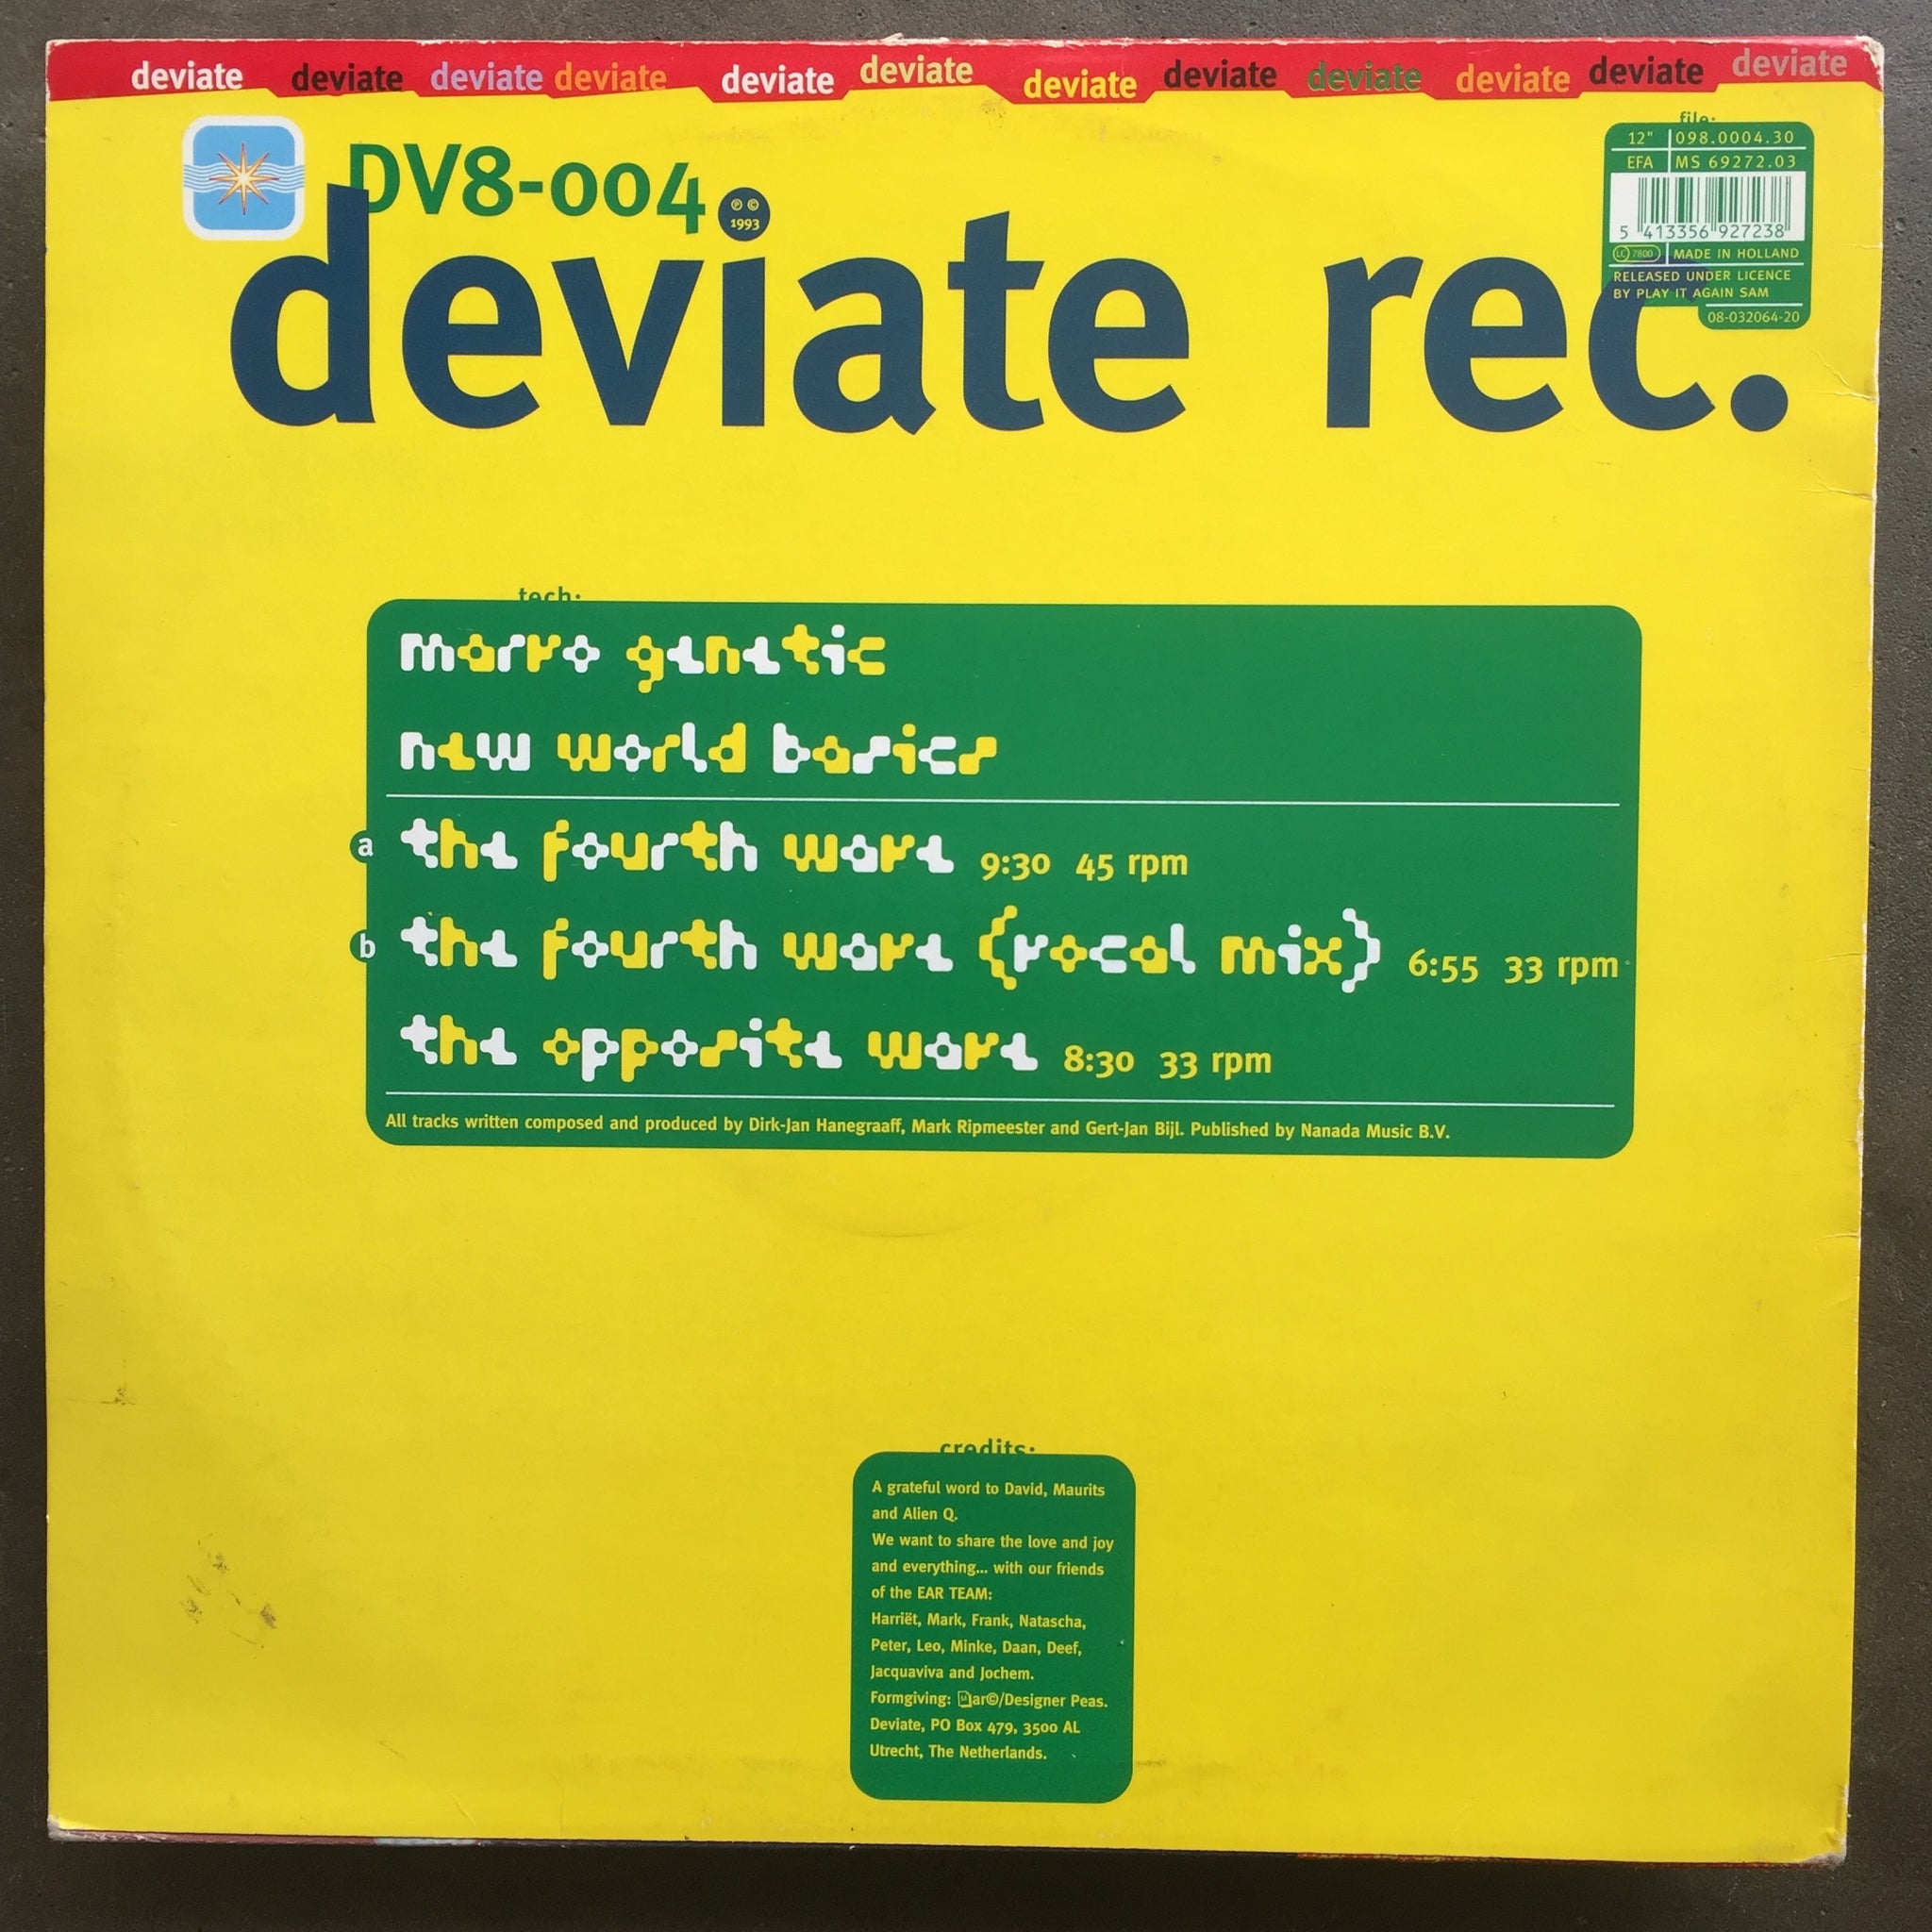 deviate deviate deviate deviate deviate deviate deviate deviate deviate deviate deviate deviate
DV8-004
℗ © 1993
deviate rec.
file:
12" 098.0004.30
EFA MS 69272.03
5 413356 927238
LC 7800 MADE IN HOLLAND
RELEASED UNDER LICENCE
BY PLAY IT AGAIN SAM
08-032064-20
tech:
marvo genetic
new world basics
a the fourth wave 9:30 45 rpm
b the fourth wave (vocal mix) 6:55 33 rpm
the opposite wave 8:30 33 rpm
All tracks written composed and produced by Dirk-Jan Hanegraaff, Mark Ripmeester and Gert-Jan Bijl. Published by Nanada Music B.V.
credits:
A grateful word to David, Maurits
and Alien Q.
We want to share the love and joy
and everything... with our friends
of the EAR TEAM:
Harriët, Mark, Frank, Natascha,
Peter, Leo, Minke, Daan, Deef,
Jacquaviva and Jochem.
Formgiving: Mar©/Designer Peas.
Deviate, PO Box 479, 3500 AL
Utrecht, The Netherlands.